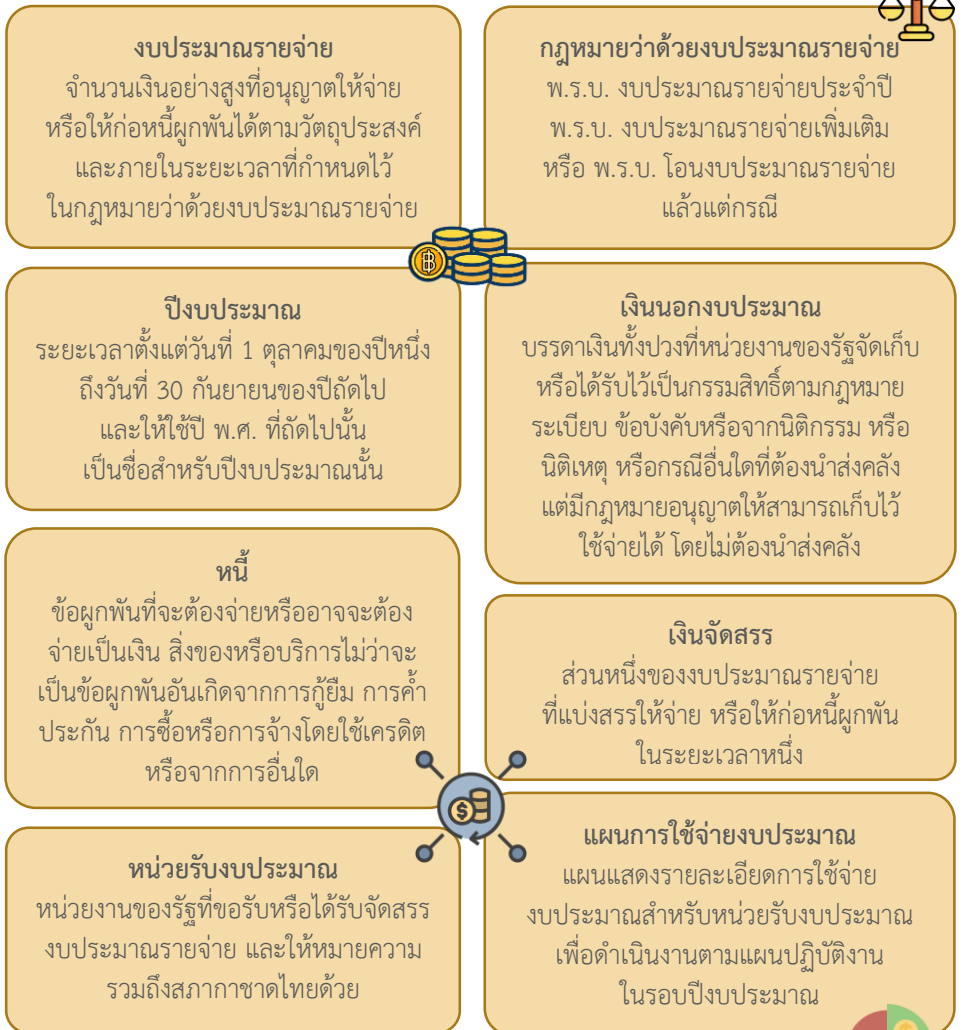 งบประมาณรายจ่าย
จำนวนเงินอย่างสูงที่อนุญาตให้จ่าย
หรือให้ก่อหนี้ผูกพันได้ตามวัตถุประสงค์
และภายในระยะเวลาที่กำหนดไว้
ในกฎหมายว่าด้วยงบประมาณรายจ่าย
กฎหมายว่าด้วยงบประมาณรายจ่าย
พ.ร.บ. งบประมาณรายจ่ายประจำปี
พ.ร.บ. งบประมาณรายจ่ายเพิ่มเติม
หรือ พ.ร.บ. โอนงบประมาณรายจ่าย
แล้วแต่กรณี
ปีงบประมาณ
ระยะเวลาตั้งแต่วันที่ 1 ตุลาคมของปีหนึ่ง
ถึงวันที่ 30 กันยายนของปีถัดไป
และให้ใช้ปี พ.ศ. ที่ถัดไปนั้น
เป็นชื่อสำหรับปีงบประมาณนั้น
เงินนอกงบประมาณ
บรรดาเงินทั้งปวงที่หน่วยงานของรัฐจัดเก็บ
หรือได้รับไว้เป็นกรรมสิทธิ์ตามกฎหมาย
ระเบียบ ข้อบังคับหรือจากนิติกรรม หรือ
นิติเหตุ หรือกรณีอื่นใดที่ต้องนำส่งคลัง
แต่มีกฎหมายอนุญาตให้สามารถเก็บไว้
ใช้จ่ายได้ โดยไม่ต้องนำส่งคลัง
หนี้
ข้อผูกพันที่จะต้องจ่ายหรืออาจจะต้อง
จ่ายเป็นเงิน สิ่งของหรือบริการไม่ว่าจะ
เป็นข้อผูกพันอันเกิดจากการกู้ยืม การค้ำ
ประกัน การซื้อหรือการจ้างโดยใช้เครดิต
หรือจากการอื่นใด
เงินจัดสรร
ส่วนหนึ่งของงบประมาณรายจ่าย
ที่แบ่งสรรให้จ่าย หรือให้ก่อหนี้ผูกพัน
ในระยะเวลาหนึ่ง
หน่วยรับงบประมาณ
หน่วยงานของรัฐที่ขอรับหรือได้รับจัดสรร
งบประมาณรายจ่าย และให้หมายความ
รวมถึงสภากาชาดไทยด้วย
แผนการใช้จ่ายงบประมาณ
แผนแสดงรายละเอียดการใช้จ่าย
งบประมาณสำหรับหน่วยรับงบประมาณ
เพื่อดำเนินงานตามแผนปฏิบัติงาน
ในรอบปีงบประมาณ